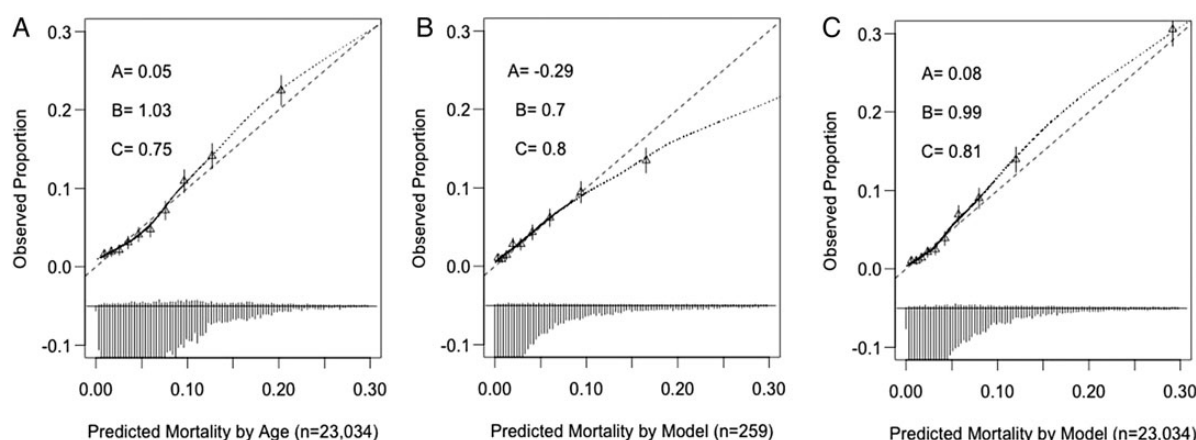 A
0.3
0.2
0.1
0.0
-0.1
Observed Proportion
A= 0.05
B= 1.03
C= 0.75
0.00
0.10
0.20
0.30
Predicted Mortality by Age (n=23,034)
B
0.3
0.2
0.1
0.0
-0.1
Observed Proportion
A= -0.29
B= 0.7
C= 0.8
0.00
0.10
0.20
0.30
Predicted Mortality by Model (n=259)
C
0.3
0.2
0.1
0.0
-0.1
Observed Proportion
A= 0.08
B= 0.99
C= 0.81
0.00
0.10
0.20
0.30
Predicted Mortality by Model (n=23,034)